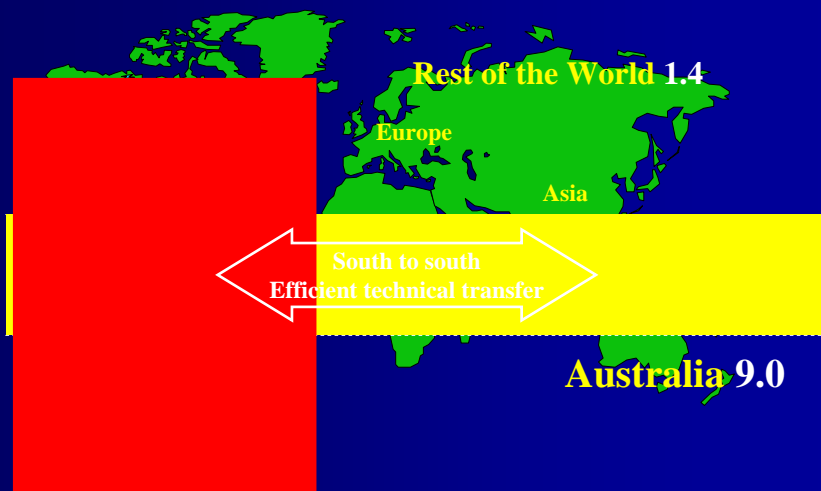 Rest of the World 1.4
Europe
Asia
South to south
Efficient technical transfer
Australia 9.0